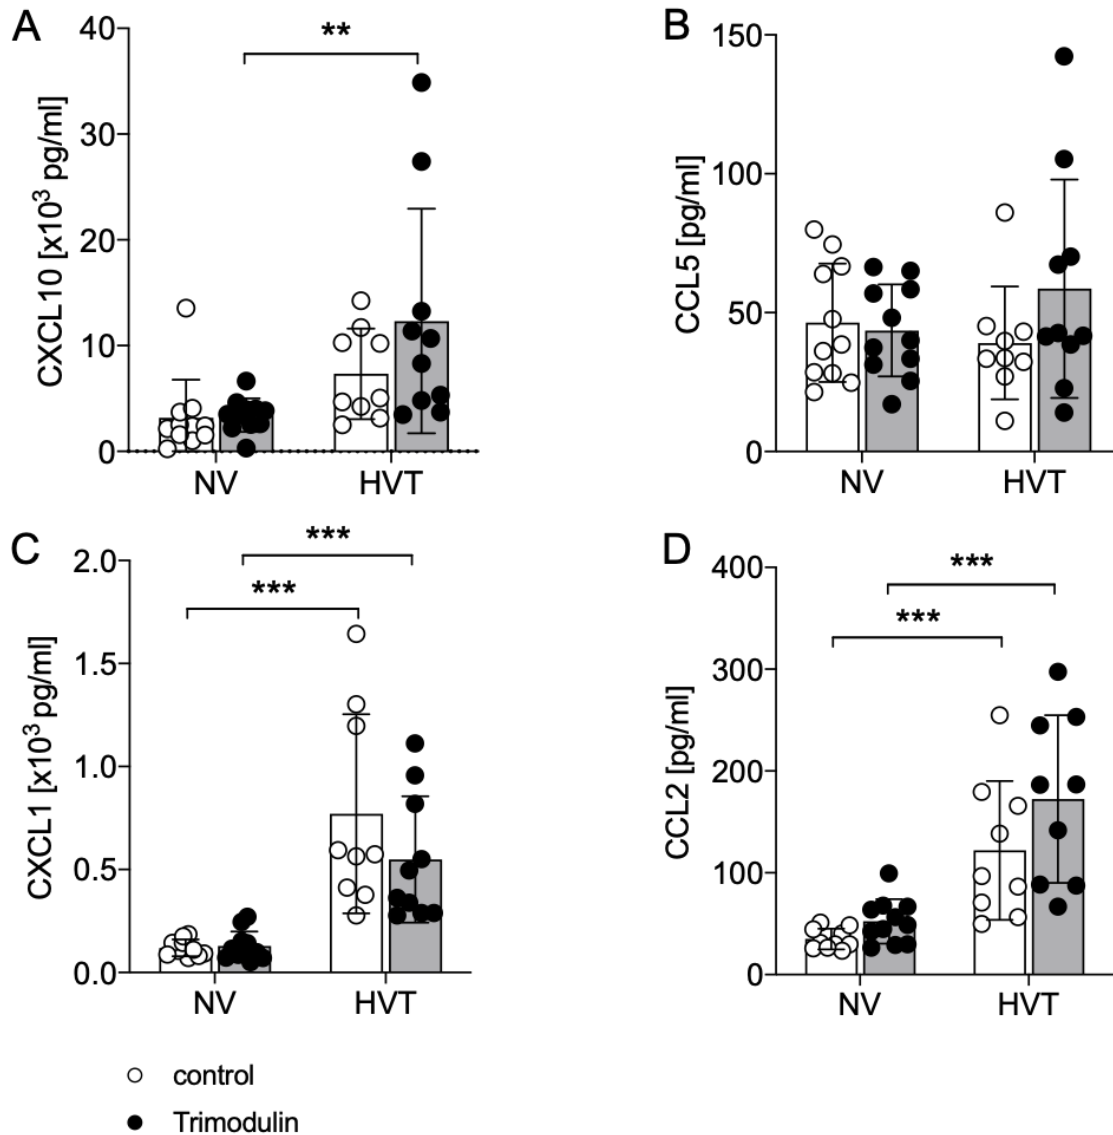 A
CXCL10 [x10³ pg/ml]
40
30
20
10
0
**
NV
HVT
B
CCL5 [pg/ml]
150
100
50
0
NV
HVT
C
CXCL1 [x10³ pg/ml]
2.0
1.5
1.0
0.5
0.0
***
***
NV
HVT
D
CCL2 [pg/ml]
400
300
200
100
0
***
***
NV
HVT
control
Trimodulin